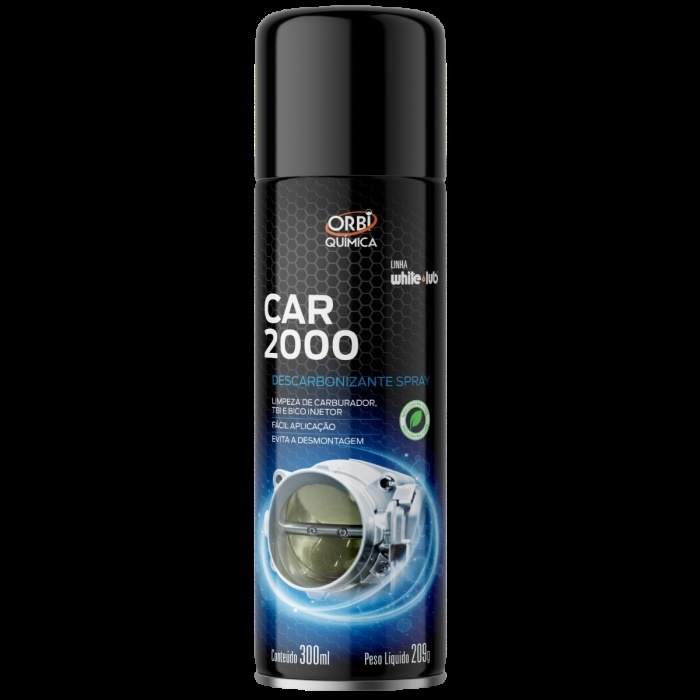 ORBI
QUÍMICA
LINHA
white lub
CAR
2000
DESCARBONIZANTE SPRAY
LIMPEZA DE CARBURADOR,
TBI E BICO INJETOR
FÁCIL APLICAÇÃO
EVITA A DESMONTAGEM
Conteúdo 300ml
Peso Líquido 209g